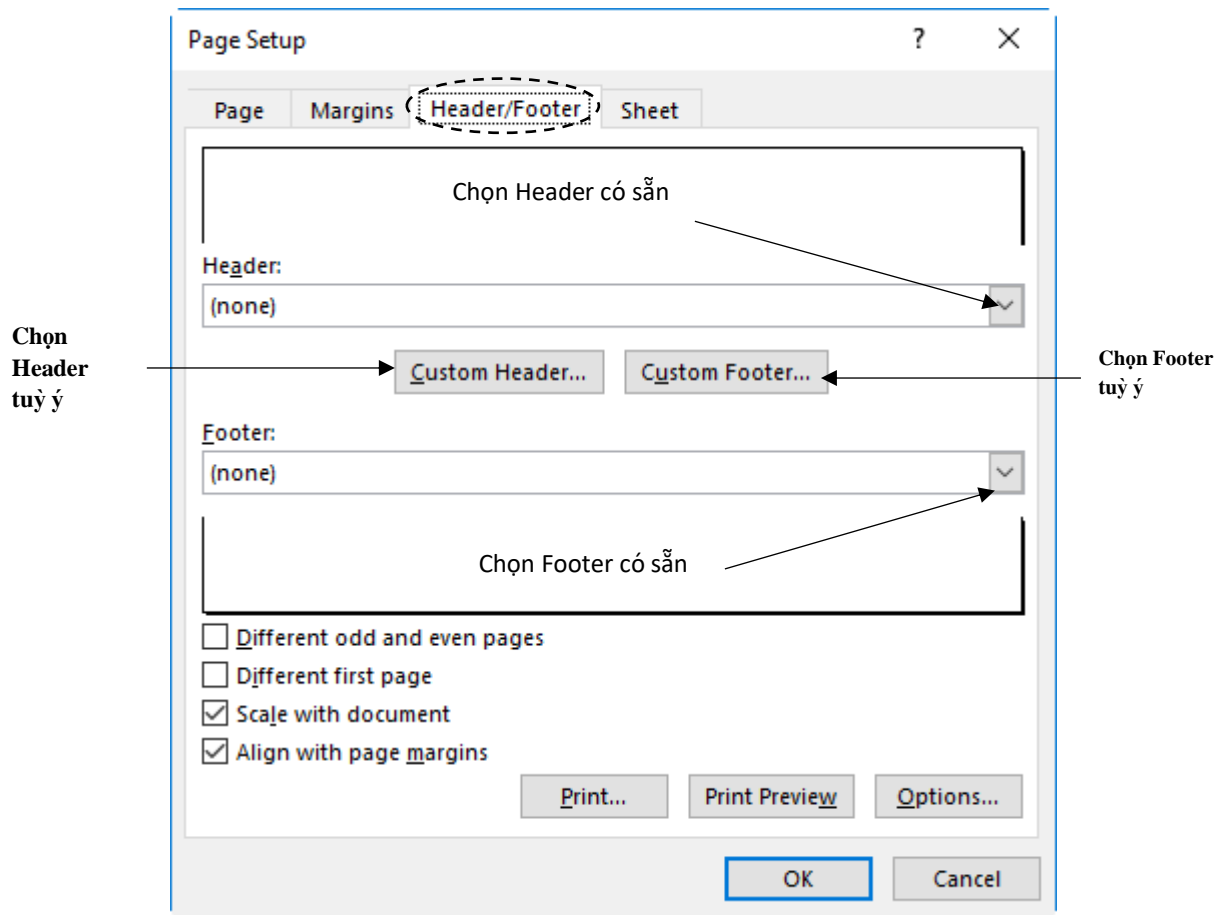 Page Setup ?
Page Margins Header/Footer Sheet
Chọn Header có sẵn
Header:
(none)
Chọn
Header
tuỳ ý
Custom Header... Custom Footer...
Chọn Footer
tuỳ ý
Footer:
(none)
Chọn Footer có sẵn
Different odd and even pages
Different first page
Scale with document
Align with page margins
Print... Print Preview Options...
OK Cancel